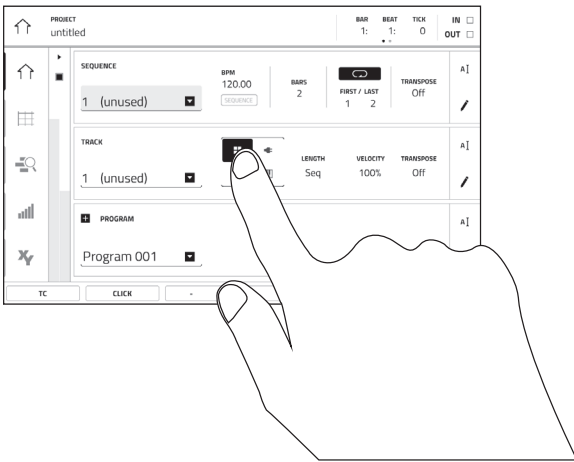 PROJECT
untitled
BAR BEAT TICK
1: 1: 0
IN
OUT
SEQUENCE
1 (unused)
BPM
120.00
SEQUENCE
BARS
2
FIRST / LAST
1 2
TRANSPOSE
Off
A
TRACK
1 (unused)
LENGTH
Seq
VELOCITY
100%
TRANSPOSE
Off
A
PROGRAM
Program 001
A
XY
TC
CLICK
-